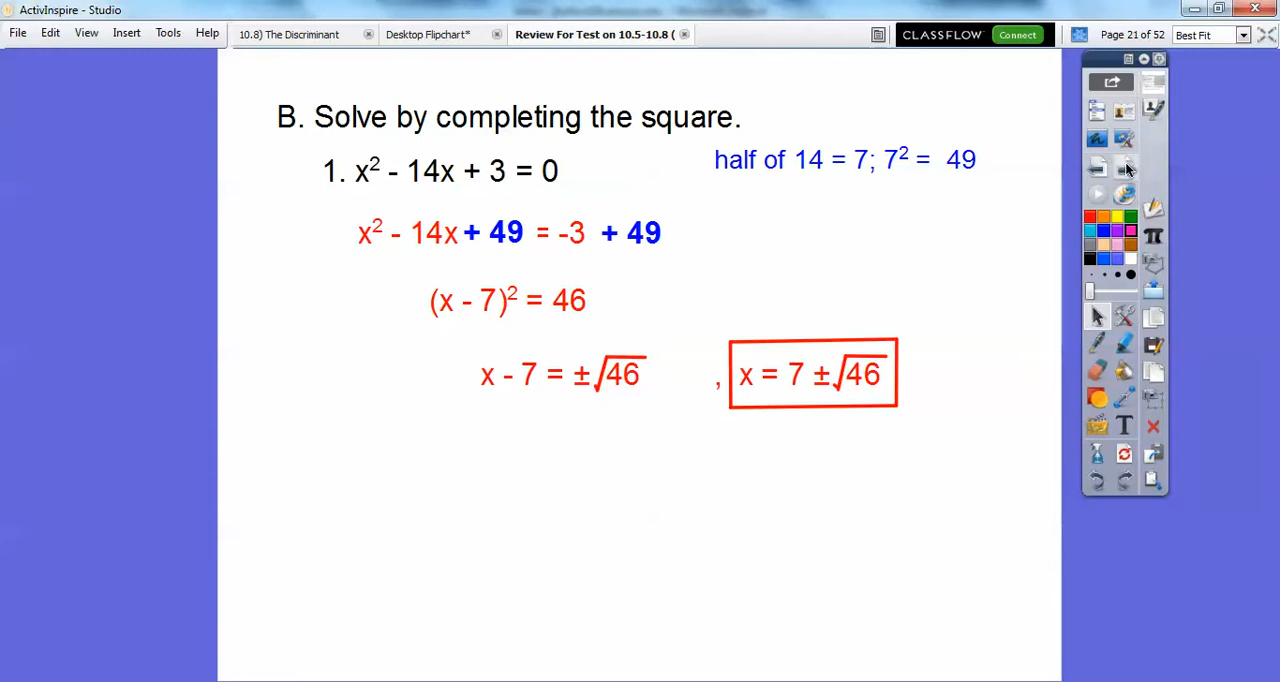 ActivInspire - Studio
File Edit View Insert Tools Help
10.8) The Discriminant
Desktop Flipchart*
Review For Test on 10.5-10.8 (
CLASSFLOW Connect
Page 21 of 52
Best Fit
B. Solve by completing the square.
1. x² - 14x + 3 = 0
half of 14 = 7; 7² = 49
x² - 14x + 49 = -3 + 49
(x - 7)² = 46
x - 7 = ±√46 , x = 7 ±√46
π
T